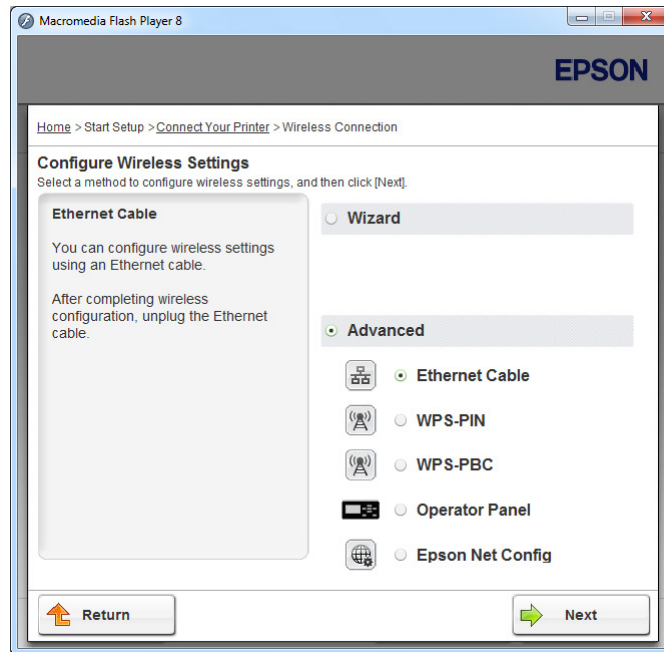 Macromedia Flash Player 8
EPSON
Home > Start Setup > Connect Your Printer > Wireless Connection
Configure Wireless Settings
Select a method to configure wireless settings, and then click [Next].
Ethernet Cable
You can configure wireless settings
using an Ethernet cable.
After completing wireless
configuration, unplug the Ethernet
cable.
Wizard
Advanced
Ethernet Cable
WPS-PIN
WPS-PBC
Operator Panel
Epson Net Config
Return
Next